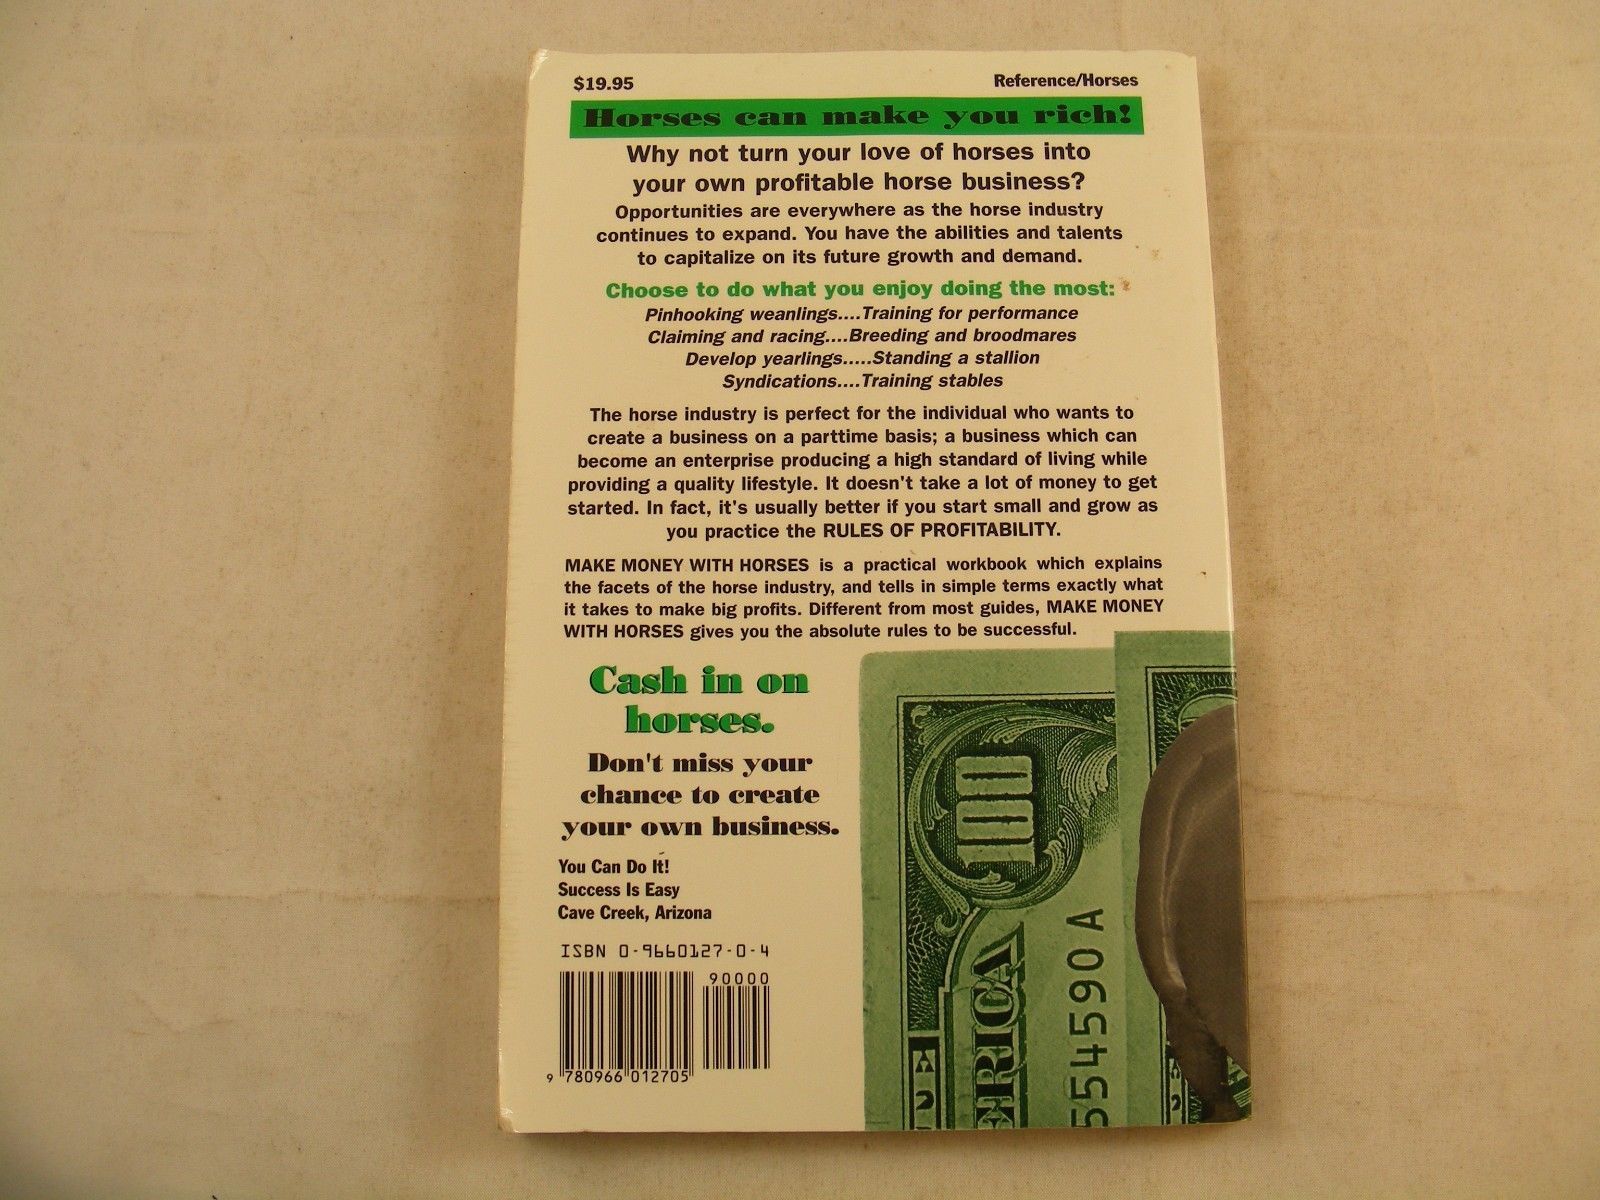 $19.95
Reference/Horses
Horses can make you rich!
Why not turn your love of horses into
your own profitable horse business?
Opportunities are everywhere as the horse industry
continues to expand. You have the abilities and talents
to capitalize on its future growth and demand.
Choose to do what you enjoy doing the most:
Pinhooking weanlings....Training for performance
Claiming and racing....Breeding and broodmares
Develop yearlings.....Standing a stallion
Syndications....Training stables
The horse industry is perfect for the individual who wants to
create a business on a parttime basis; a business which can
become an enterprise producing a high standard of living while
providing a quality lifestyle. It doesn't take a lot of money to get
started. In fact, it's usually better if you start small and grow as
you practice the RULES OF PROFITABILITY.
MAKE MONEY WITH HORSES is a practical workbook which explains
the facets of the horse industry, and tells in simple terms exactly what
it takes to make big profits. Different from most guides, MAKE MONEY
WITH HORSES gives you the absolute rules to be successful.
Cash in on
horses.
Don't miss your
chance to create
your own business.
You Can Do It!
Success Is Easy
Cave Creek, Arizona
ISBN 0-9660127-0-4
90000
9 780966 012705
100
ERICA
554590 A